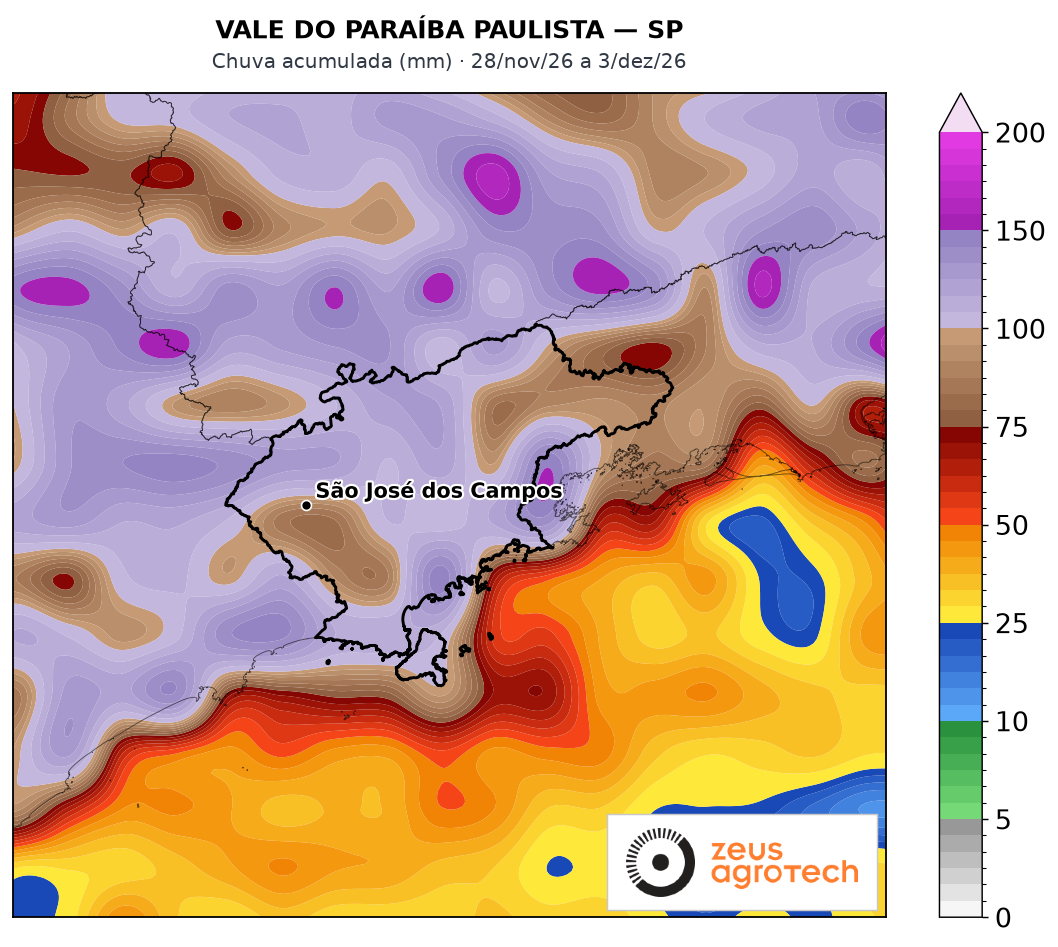 VALE DO PARAÍBA PAULISTA — SP
Chuva acumulada (mm) · 28/nov/26 a 3/dez/26
São José dos Campos
200
150
100
75
50
25
10
5
0
zeus
agrotech